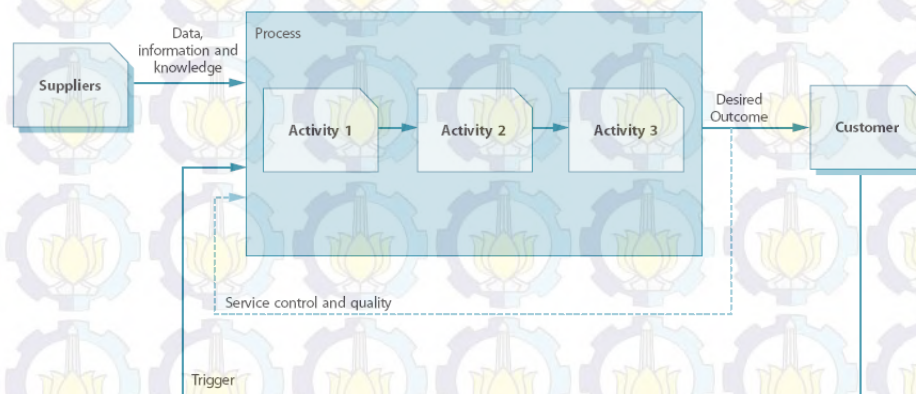 Data,
information and
knowledge
Process
Suppliers
Activity 1
Activity 2
Activity 3
Desired
Outcome
Customer
Service control and quality
Trigger